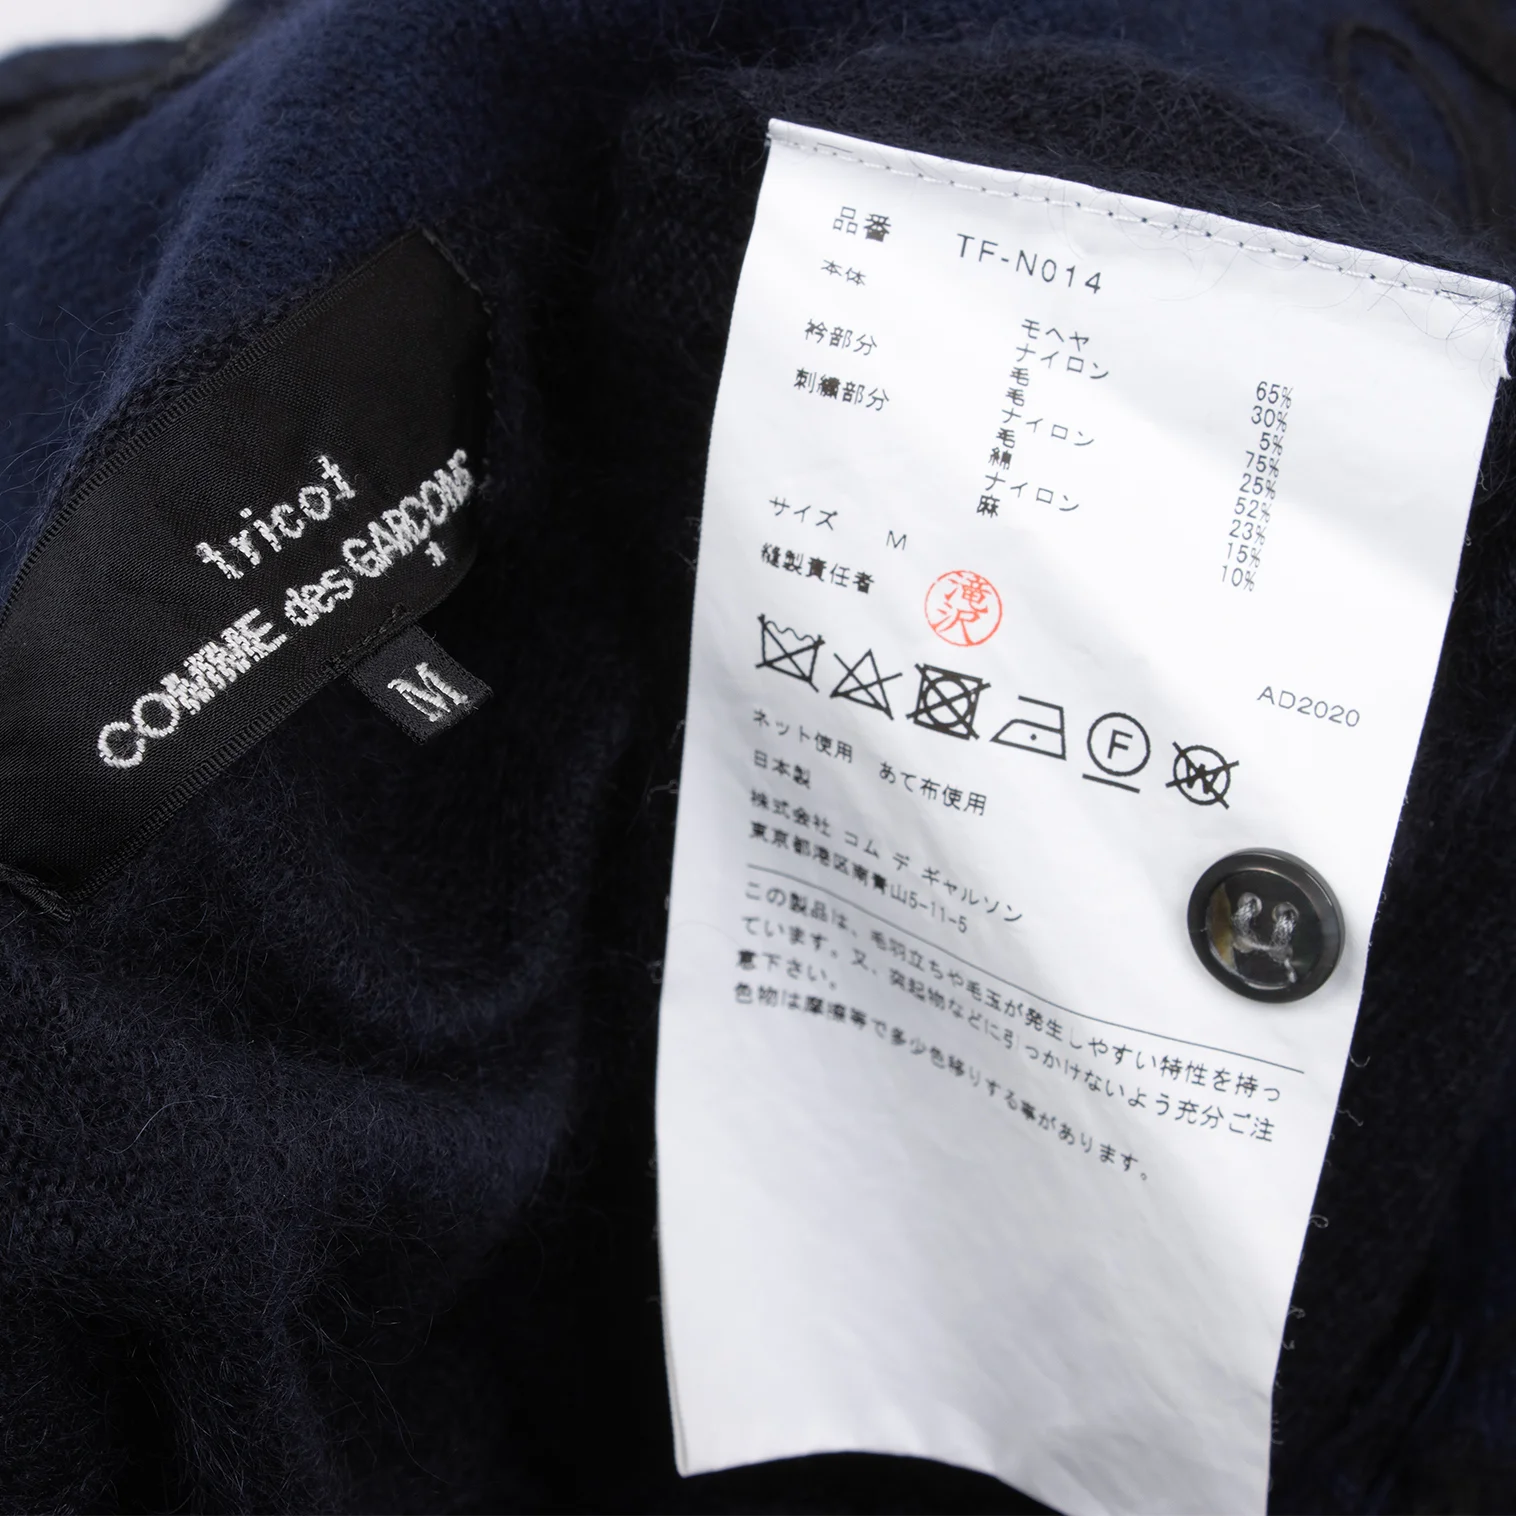 tricot
COMME des GARÇONS
M
品番 TF-N014
本体 モヘヤ 65%
ナイロン 30%
毛 5%
衿部分 毛 75%
ナイロン 25%
刺繍部分 毛 52%
綿 23%
ナイロン 15%
麻 10%
サイズ M
縫製責任者 滝沢
AD2020
F
W
ネット使用 あて布使用
日本製
株式会社 コム デ ギャルソン
東京都港区南青山5-11-5
この製品は、毛羽立ちや毛玉が発生しやすい特性を持っ
ています。又、突起物などに引っかけないよう充分ご注
意下さい。
色物は摩擦等で多少色移りする事があります。